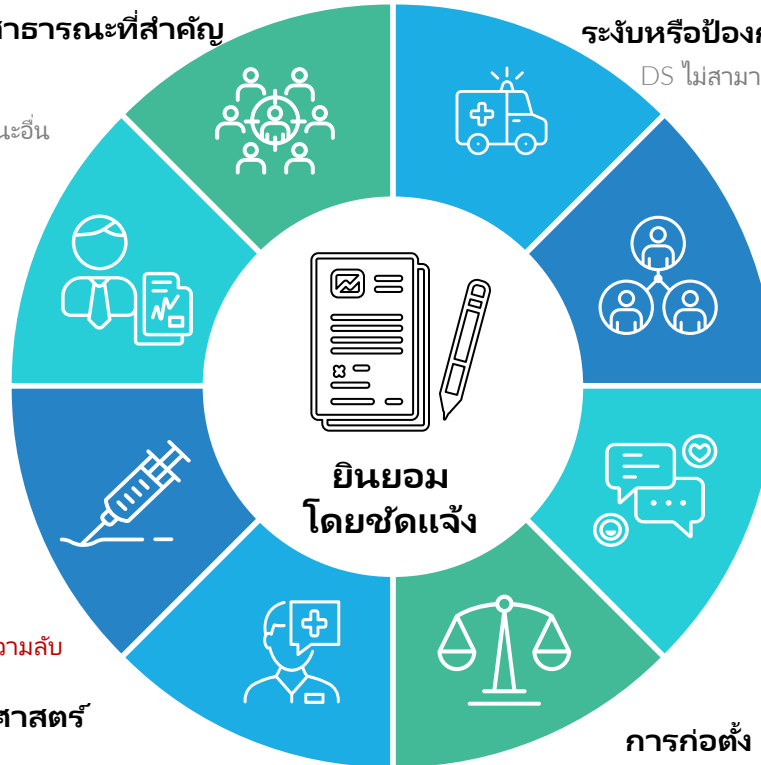 าธารณะที่สำคัญ
ระงับหรือป้อง
DS ไม่สามา
นะอื่น
ยินยอม
โดยชัดแจ้ง
วามลับ
ศาสตร์
การก่อตั้ง